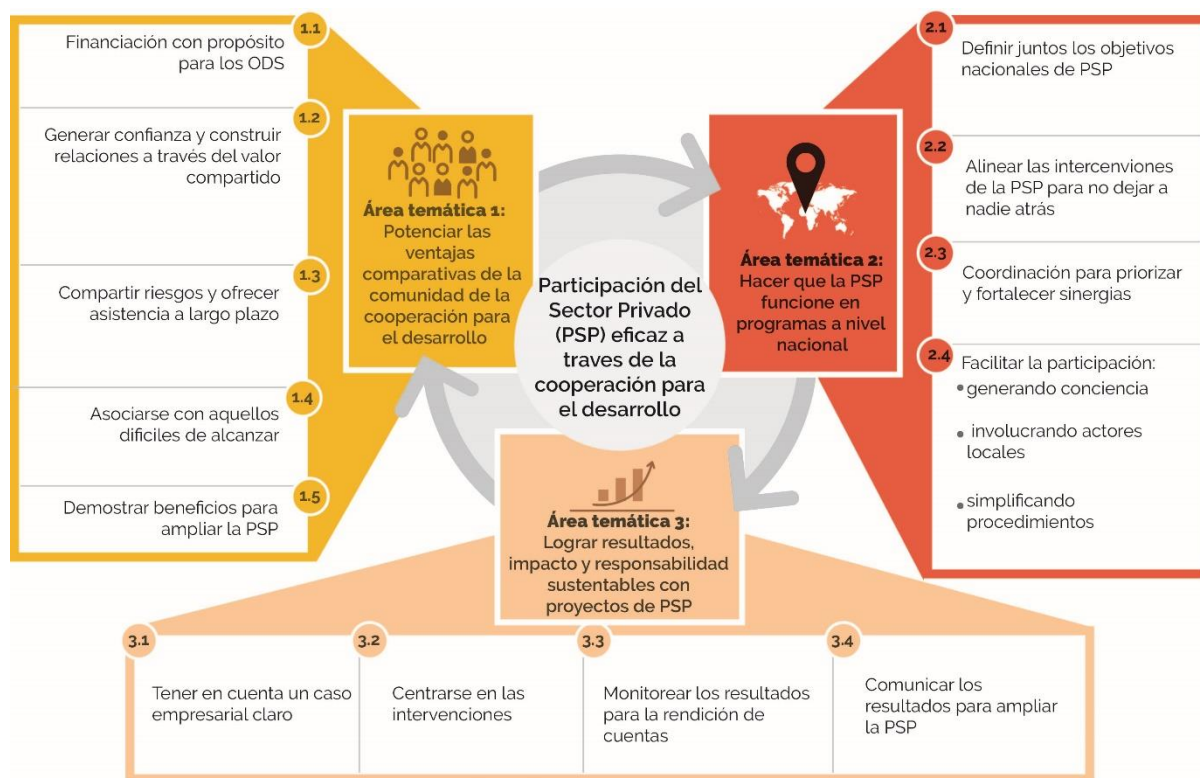 1.1
Financiación con propósito
para los ODS
1.2
Generar confianza y construir
relaciones a través del valor
compartido
1.3
Compartir riesgos y ofrecer
asistencia a largo plazo
1.4
Asociarse con aquellos
dificiles de alcanzar
1.5
Demostrar beneficios para
ampliar la PSP
Área temática 1:
Potenciar las
ventajas
comparativas de la
comunidad de la
cooperación para
el desarrollo
Participación del
Sector Privado
(PSP) eficaz a
traves de la
cooperación para
el desarrollo
Área temática 2:
Hacer que la PSP
funcione en
programas a nivel
nacional
2.1
Definir juntos los objetivos
nacionales de PSP
2.2
Alinear las intercenviones
de la PSP para no dejar a
nadie atrás
2.3
Coordinación para priorizar
y fortalecer sinergias
2.4
Facilitar la participación:
• generando conciencia
• involucrando actores
locales
• simplificando
procedimientos
Área temática 3:
Lograr resultados,
impacto y responsabilidad
sustentables con
proyectos de PSP
3.1
Tener en cuenta un caso
empresarial claro
3.2
Centrarse en las
intervenciones
3.3
Monitorear los resultados
para la rendición de
cuentas
3.4
Comunicar los
resultados para ampliar
la PSP